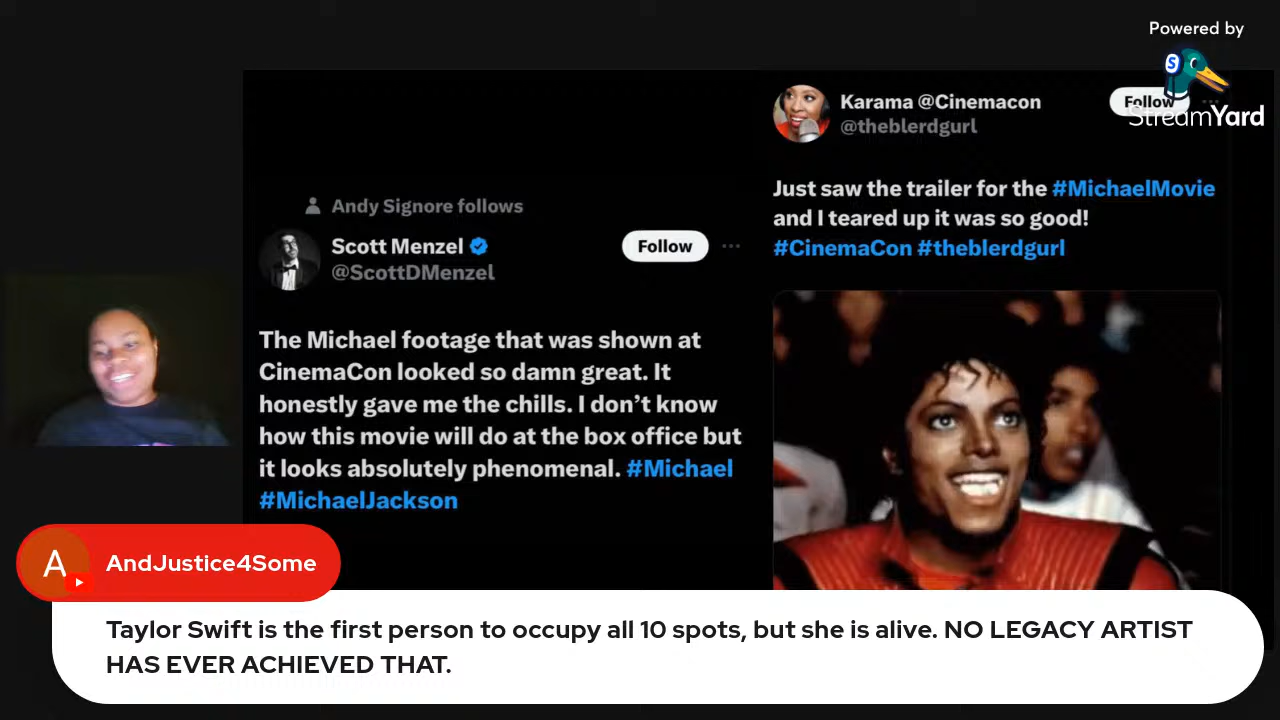 Powered by
StreamYard
Andy Signore follows
Scott Menzel
@ScottDMenzel
Follow
The Michael footage that was shown at
CinemaCon looked so damn great. It
honestly gave me the chills. I don’t know
how this movie will do at the box office but
it looks absolutely phenomenal. #Michael
#MichaelJackson
Karama @Cinemacon
@theblerdgurl
Follow
Just saw the trailer for the #MichaelMovie
and I teared up it was so good!
#CinemaCon #theblerdgurl
A
AndJustice4Some
Taylor Swift is the first person to occupy all 10 spots, but she is alive. NO LEGACY ARTIST
HAS EVER ACHIEVED THAT.